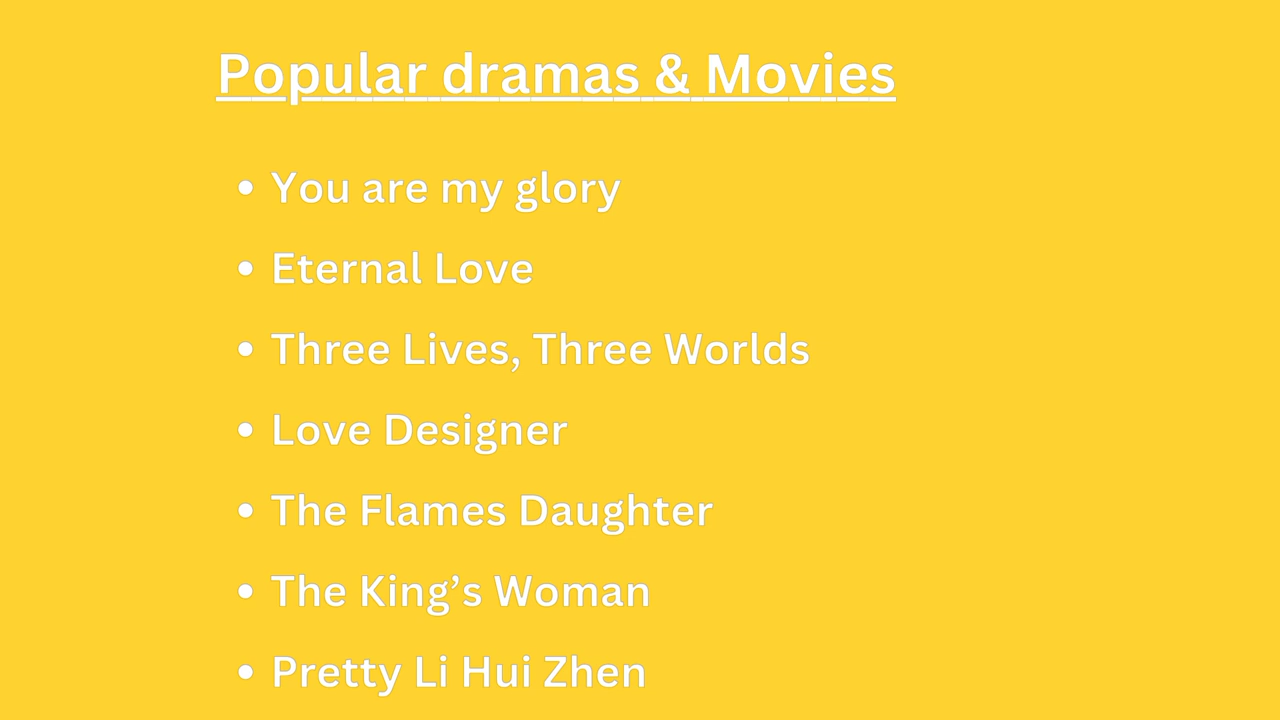 Popular dramas & Movies
• You are my glory
• Eternal Love
• Three Lives, Three Worlds
• Love Designer
• The Flames Daughter
• The King’s Woman
• Pretty Li Hui Zhen